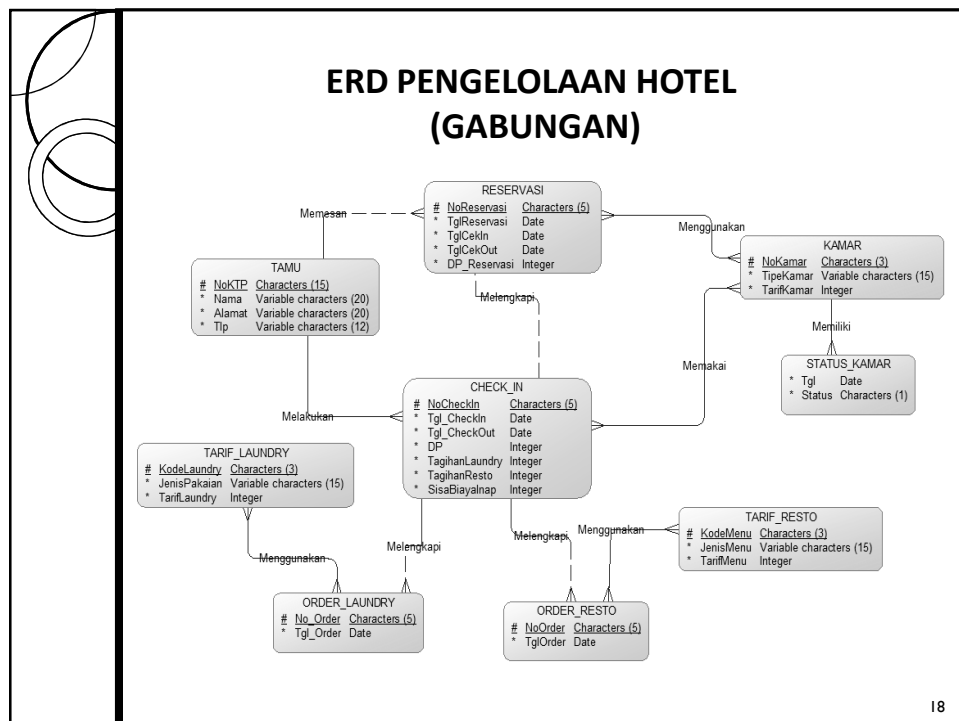 ERD PENGELOLAAN HOTEL
(GABUNGAN)
RESERVASI
# NoReservasi Characters (5)
* TglReservasi Date
* TglCekIn Date
* TglCekOut Date
* DP_Reservasi Integer
Memesan
Menggunakan
KAMAR
# NoKamar Characters (3)
* TipeKamar Variable characters (15)
* TarifKamar Integer
TAMU
# NoKTP Characters (15)
* Nama Variable characters (20)
* Alamat Variable characters (20)
* Tlp Variable characters (12)
Melengkapi
Memiliki
Memakai
STATUS_KAMAR
* Tgl Date
* Status Characters (1)
CHECK_IN
# NoCheckIn Characters (5)
* Tgl_CheckIn Date
* Tgl_CheckOut Date
* DP Integer
* TagihanLaundry Integer
* TagihanResto Integer
* SisaBiayaInap Integer
Melakukan
TARIF_LAUNDRY
# KodeLaundry Characters (3)
* JenisPakaian Variable characters (15)
* TarifLaundry Integer
TARIF_RESTO
# KodeMenu Characters (3)
* JenisMenu Variable characters (15)
* TarifMenu Integer
Menggunakan
Melengkapi
Melengkapi
Menggunakan
ORDER_LAUNDRY
# No_Order Characters (5)
* Tgl_Order Date
ORDER_RESTO
# NoOrder Characters (5)
* TglOrder Date
18